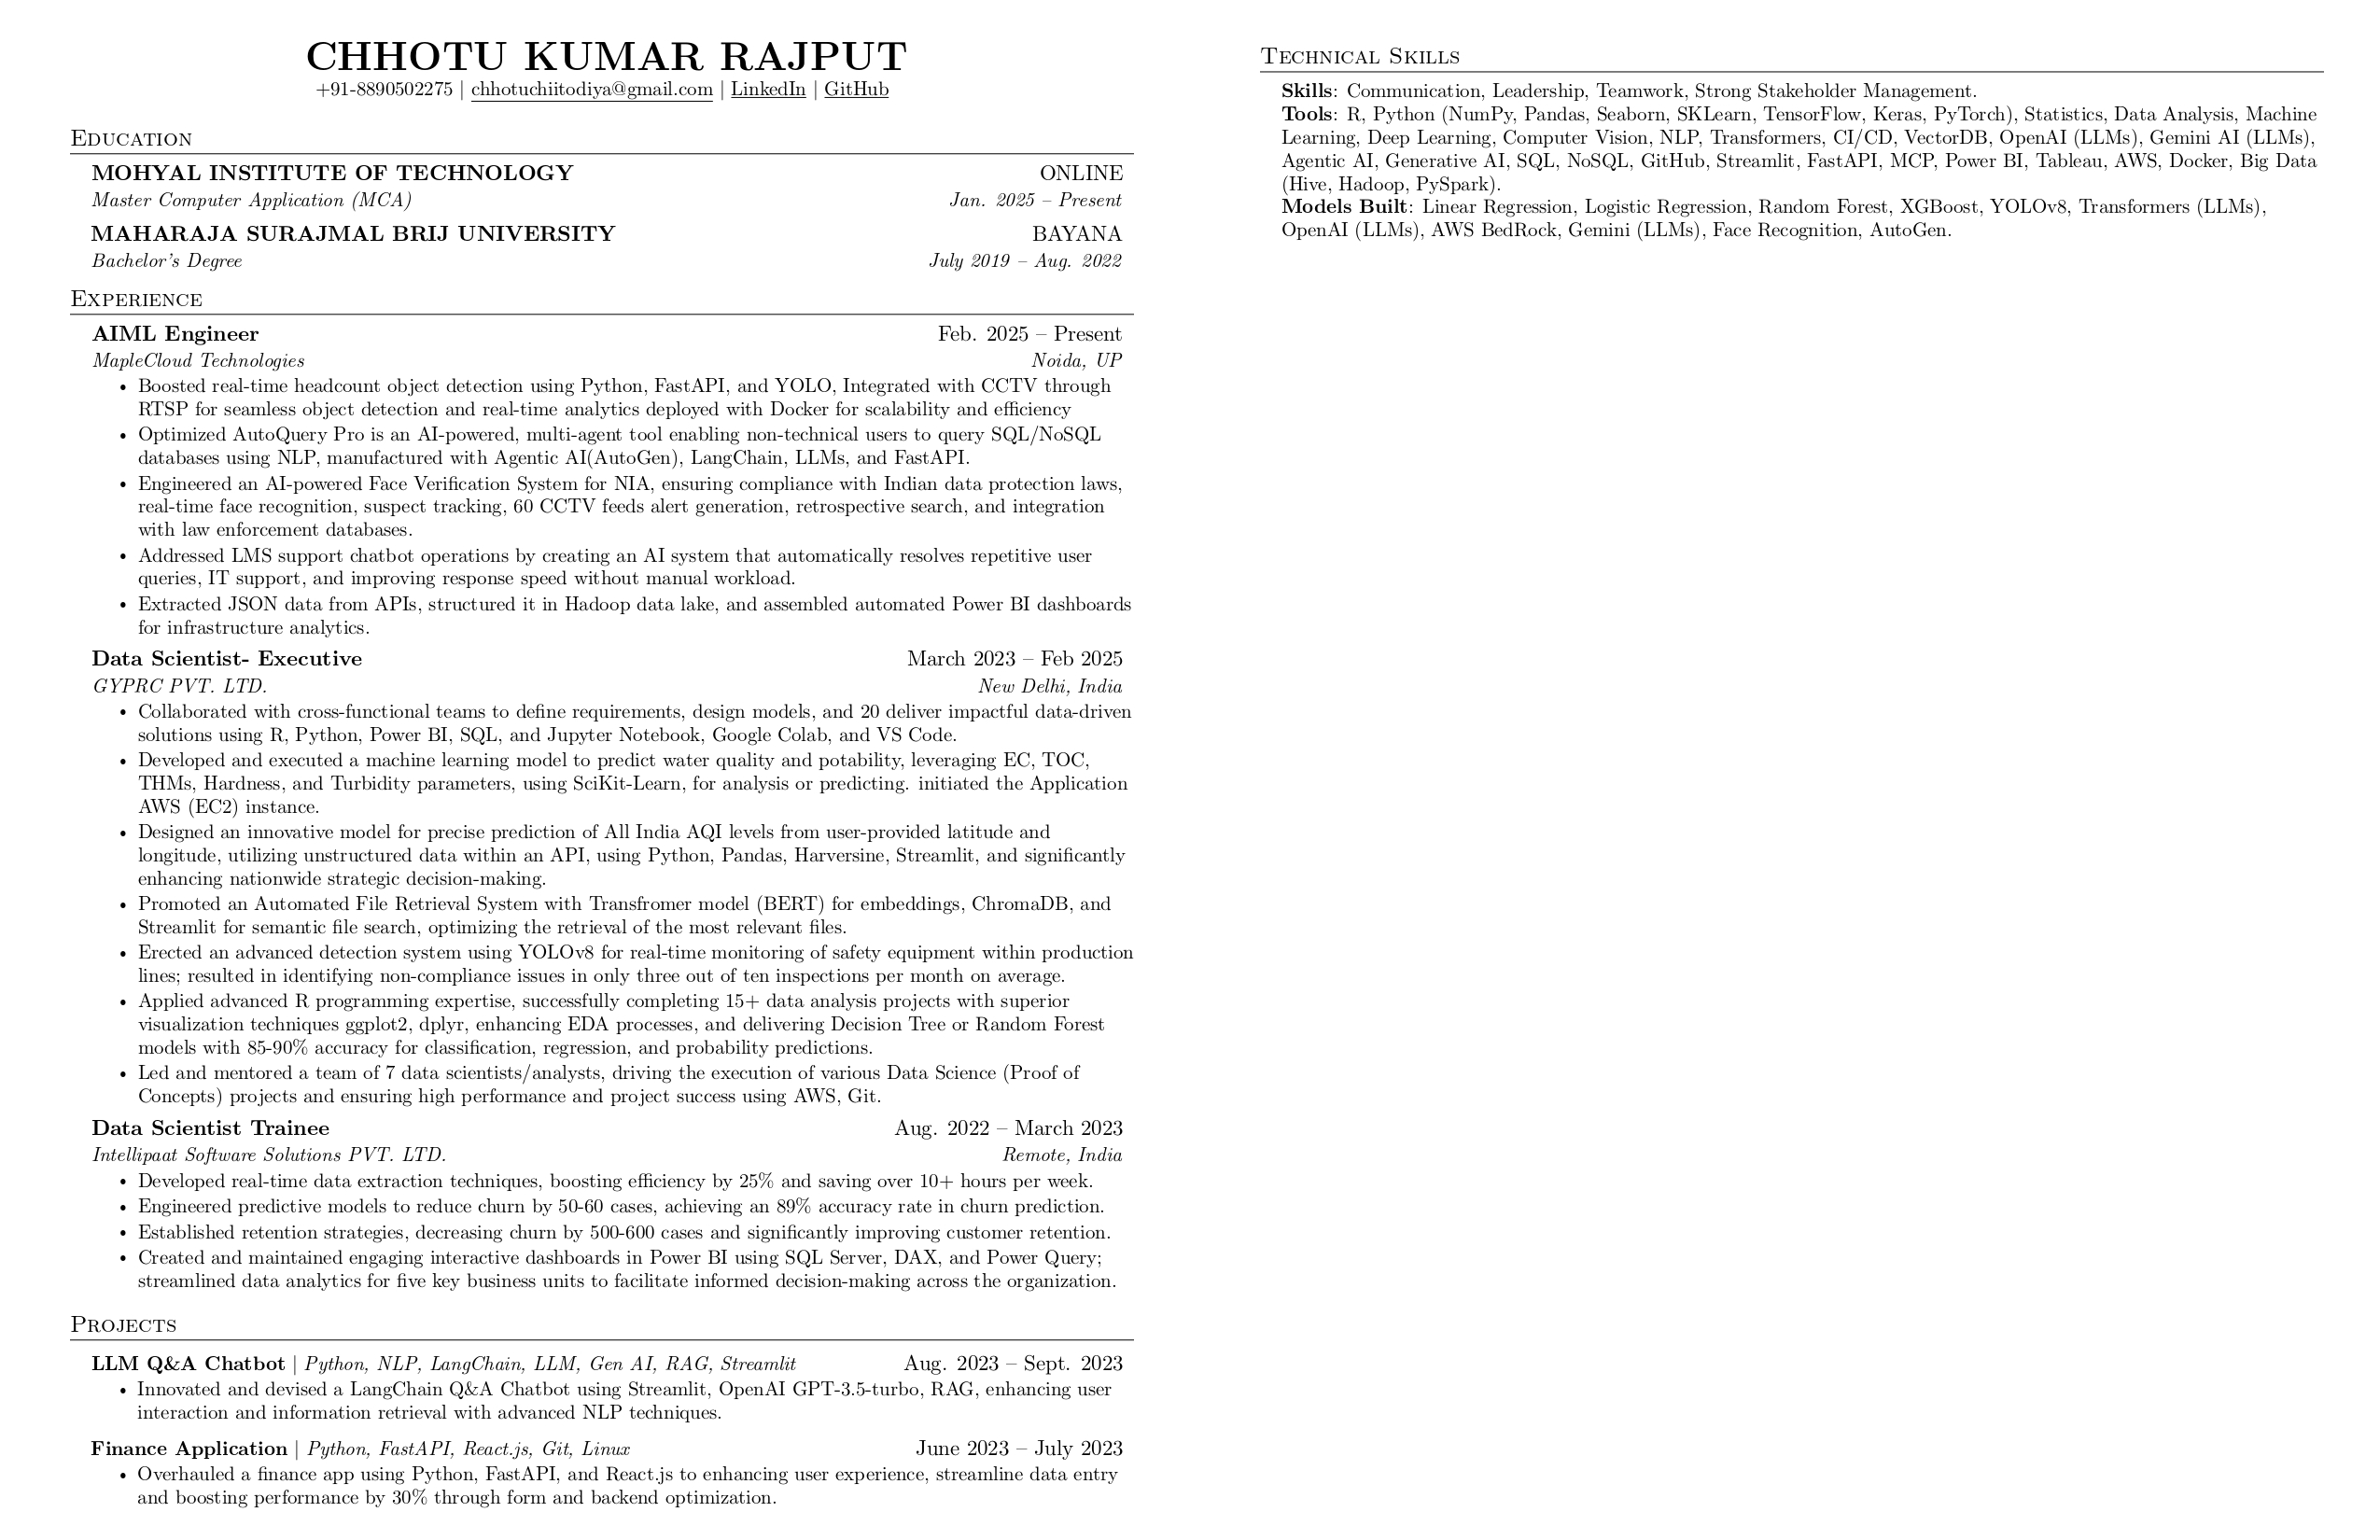 CHHOTU KUMAR RAJPUT
+91-8890502275 | chhotuchiitodiya@gmail.com | LinkedIn | GitHub
EDUCATION
MOHYAL INSTITUTE OF TECHNOLOGY ONLINE
Master Computer Application (MCA) Jan. 2025 – Present
MAHARAJA SURAJMAL BRIJ UNIVERSITY BAYANA
Bachelor's Degree July 2019 – Aug. 2022
EXPERIENCE
AIML Engineer Feb. 2025 – Present
MapleCloud Technologies Noida, UP
• Boosted real-time headcount object detection using Python, FastAPI, and YOLO, Integrated with CCTV through
RTSP for seamless object detection and real-time analytics deployed with Docker for scalability and efficiency
• Optimized AutoQuery Pro is an AI-powered, multi-agent tool enabling non-technical users to query SQL/NoSQL
databases using NLP, manufactured with Agentic AI(AutoGen), LangChain, LLMs, and FastAPI.
• Engineered an AI-powered Face Verification System for NIA, ensuring compliance with Indian data protection laws,
real-time face recognition, suspect tracking, 60 CCTV feeds alert generation, retrospective search, and integration
with law enforcement databases.
• Addressed LMS support chatbot operations by creating an AI system that automatically resolves repetitive user
queries, IT support, and improving response speed without manual workload.
• Extracted JSON data from APIs, structured it in Hadoop data lake, and assembled automated Power BI dashboards
for infrastructure analytics.
Data Scientist- Executive March 2023 – Feb 2025
GYPRC PVT. LTD. New Delhi, India
• Collaborated with cross-functional teams to define requirements, design models, and 20 deliver impactful data-driven
solutions using R, Python, Power BI, SQL, and Jupyter Notebook, Google Colab, and VS Code.
• Developed and executed a machine learning model to predict water quality and potability, leveraging EC, TOC,
THMs, Hardness, and Turbidity parameters, using SciKit-Learn, for analysis or predicting. initiated the Application
AWS (EC2) instance.
• Designed an innovative model for precise prediction of All India AQI levels from user-provided latitude and
longitude, utilizing unstructured data within an API, using Python, Pandas, Harversine, Streamlit, and significantly
enhancing nationwide strategic decision-making.
• Promoted an Automated File Retrieval System with Transfromer model (BERT) for embeddings, ChromaDB, and
Streamlit for semantic file search, optimizing the retrieval of the most relevant files.
• Erected an advanced detection system using YOLOv8 for real-time monitoring of safety equipment within production
lines; resulted in identifying non-compliance issues in only three out of ten inspections per month on average.
• Applied advanced R programming expertise, successfully completing 15+ data analysis projects with superior
visualization techniques ggplot2, dplyr, enhancing EDA processes, and delivering Decision Tree or Random Forest
models with 85-90% accuracy for classification, regression, and probability predictions.
• Led and mentored a team of 7 data scientists/analysts, driving the execution of various Data Science (Proof of
Concepts) projects and ensuring high performance and project success using AWS, Git.
Data Scientist Trainee Aug. 2022 – March 2023
Intellipaat Software Solutions PVT. LTD. Remote, India
• Developed real-time data extraction techniques, boosting efficiency by 25% and saving over 10+ hours per week.
• Engineered predictive models to reduce churn by 50-60 cases, achieving an 89% accuracy rate in churn prediction.
• Established retention strategies, decreasing churn by 500-600 cases and significantly improving customer retention.
• Created and maintained engaging interactive dashboards in Power BI using SQL Server, DAX, and Power Query;
streamlined data analytics for five key business units to facilitate informed decision-making across the organization.
PROJECTS
LLM Q&A Chatbot | Python, NLP, LangChain, LLM, Gen AI, RAG, Streamlit Aug. 2023 – Sept. 2023
• Innovated and devised a LangChain Q&A Chatbot using Streamlit, OpenAI GPT-3.5-turbo, RAG, enhancing user
interaction and information retrieval with advanced NLP techniques.
Finance Application | Python, FastAPI, React.js, Git, Linux June 2023 – July 2023
• Overhauled a finance app using Python, FastAPI, and React.js to enhancing user experience, streamline data entry
and boosting performance by 30% through form and backend optimization.
TECHNICAL SKILLS
Skills: Communication, Leadership, Teamwork, Strong Stakeholder Management.
Tools: R, Python (NumPy, Pandas, Seaborn, SKLearn, TensorFlow, Keras, PyTorch), Statistics, Data Analysis, Machine
Learning, Deep Learning, Computer Vision, NLP, Transformers, CI/CD, VectorDB, OpenAI (LLMs), Gemini AI (LLMs),
Agentic AI, Generative AI, SQL, NoSQL, GitHub, Streamlit, FastAPI, MCP, Power BI, Tableau, AWS, Docker, Big Data
(Hive, Hadoop, PySpark).
Models Built: Linear Regression, Logistic Regression, Random Forest, XGBoost, YOLOv8, Transformers (LLMs),
OpenAI (LLMs), AWS BedRock, Gemini (LLMs), Face Recognition, AutoGen.